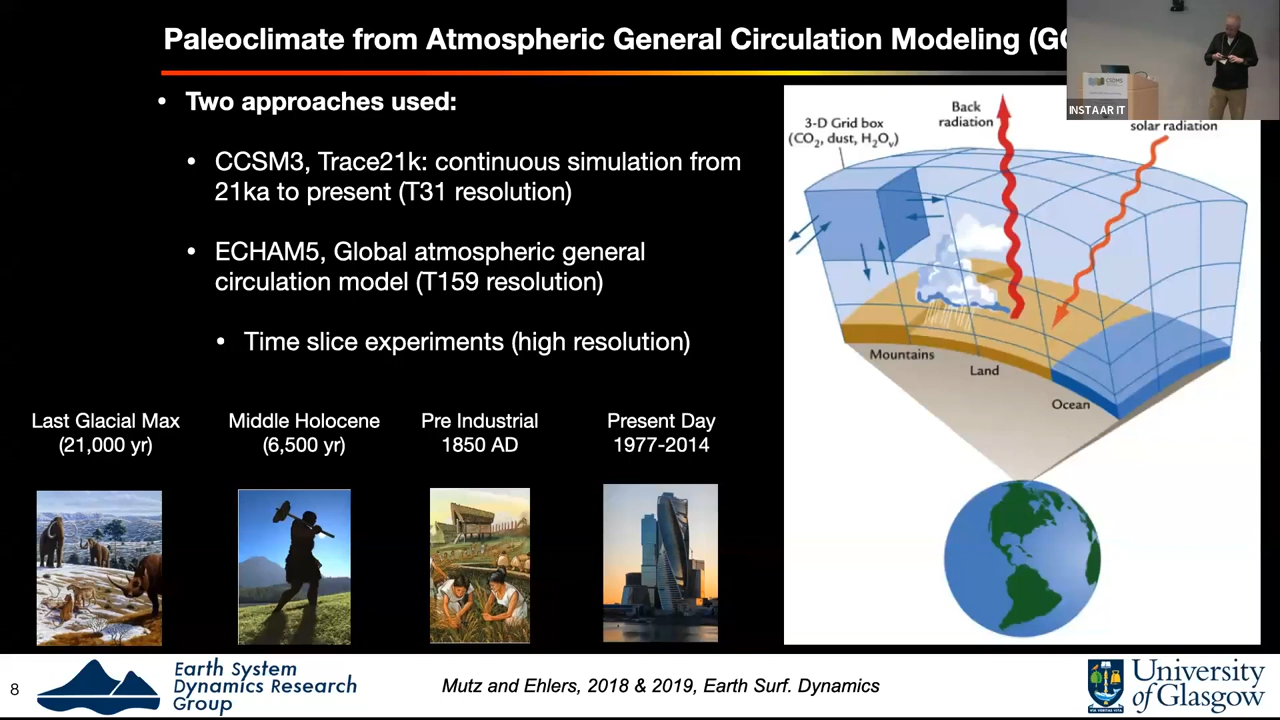 Paleoclimate from Atmospheric General Circulation Modeling (GC
INSTAAR IT
• Two approaches used:
• CCSM3, Trace21k: continuous simulation from
21ka to present (T31 resolution)
• ECHAM5, Global atmospheric general
circulation model (T159 resolution)
• Time slice experiments (high resolution)
3-D Grid box
(CO₂, dust, H₂Oᵥ)
Back
radiation
solar radiation
Mountains
Land
Ocean
Last Glacial Max
(21,000 yr)
Middle Holocene
(6,500 yr)
Pre Industrial
1850 AD
Present Day
1977-2014
8
Earth System
Dynamics Research
Group
Mutz and Ehlers, 2018 & 2019, Earth Surf. Dynamics
University
of Glasgow